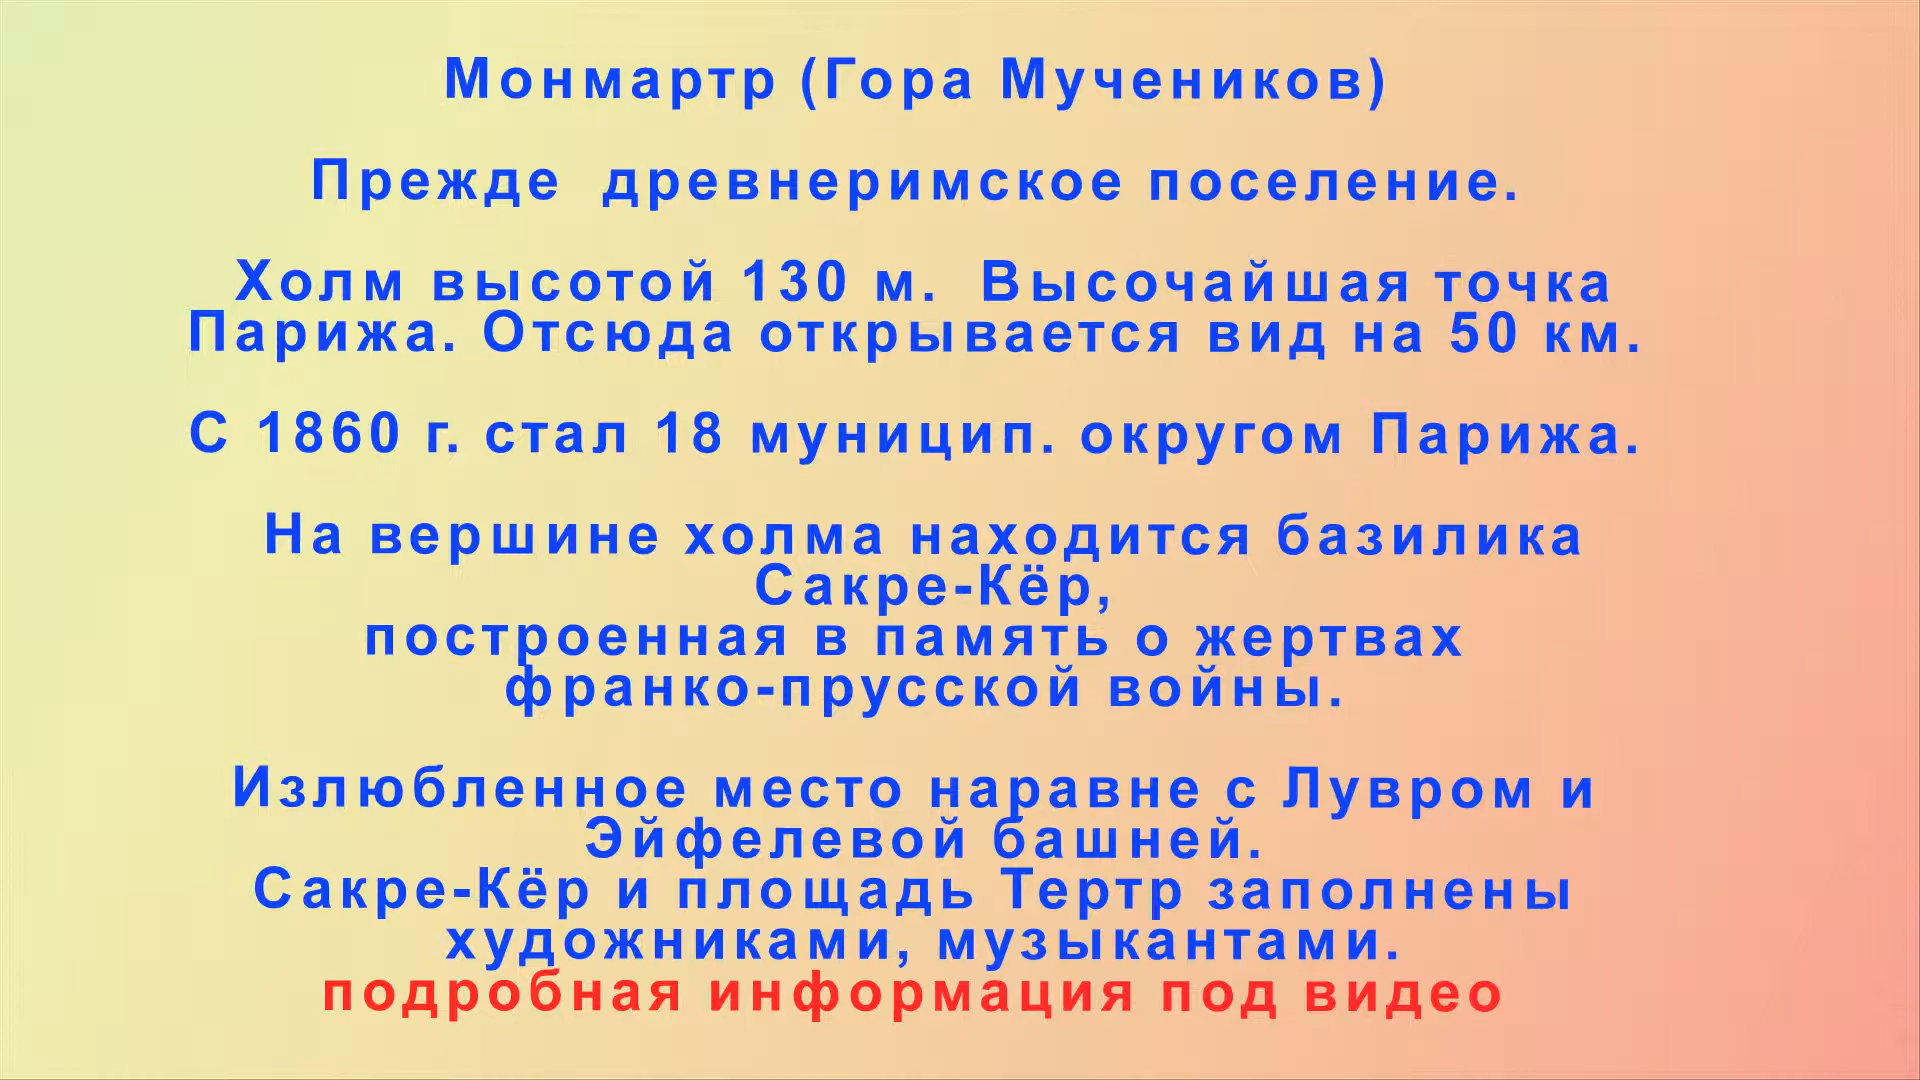 Монмартр (Гора Мучеников)
Прежде древнеримское поселение.
Холм высотой 130 м. Высочайшая точка
Парижа. Отсюда открывается вид на 50 км.
С 1860 г. стал 18 муницип. округом Парижа.
На вершине холма находится базилика
Сакре-Кёр,
построенная в память о жертвах
франко-прусской войны.
Излюбленное место наравне с Лувром и
Эйфелевой башней.
Сакре-Кёр и площадь Тертр заполнены
художниками, музыкантами.
подробная информация под видео